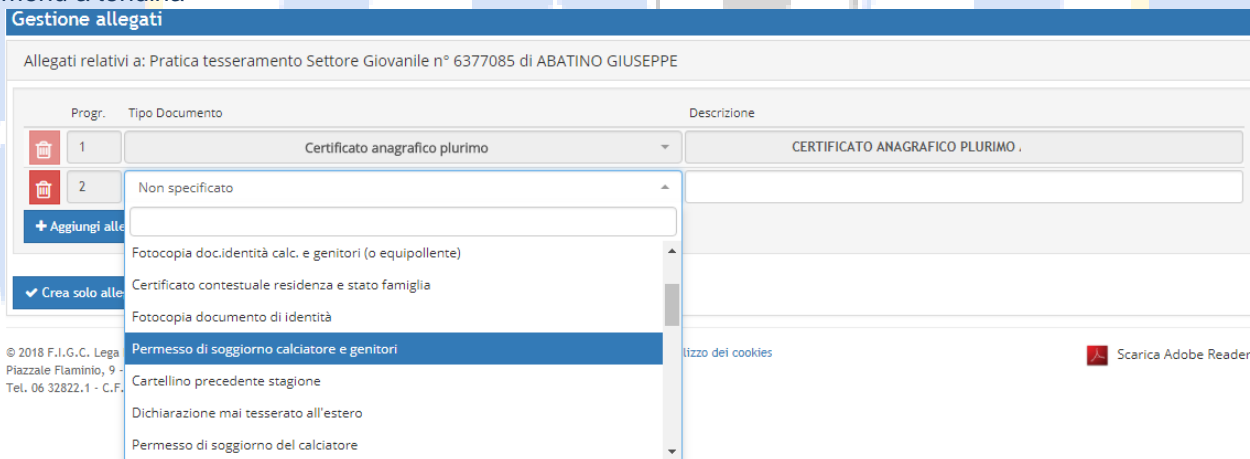 menù a tendina
Gestione allegati
Allegati relativi a: Pratica tesseramento Settore Giovanile n° 6377085 di ABATINO GIUSEPPE
Progr. Tipo Documento Descrizione
1 Certificato anagrafico plurimo CERTIFICATO ANAGRAFICO PLURIMO
2 Non specificato
+ Aggiungi alle
Fotocopia doc.identità calc. e genitori (o equipollente)
Certificato contestuale residenza e stato famiglia
Crea solo alle
Fotocopia documento di identità
Permesso di soggiorno calciatore e genitori
© 2018 F.I.G.C. Lega lizzo dei cookies Scarica Adobe Reader
Piazzale Flaminio, 9 -
Cartellino precedente stagione
Tel. 06 32822.1 - C.F.
Dichiarazione mai tesserato all'estero
Permesso di soggiorno del calciatore